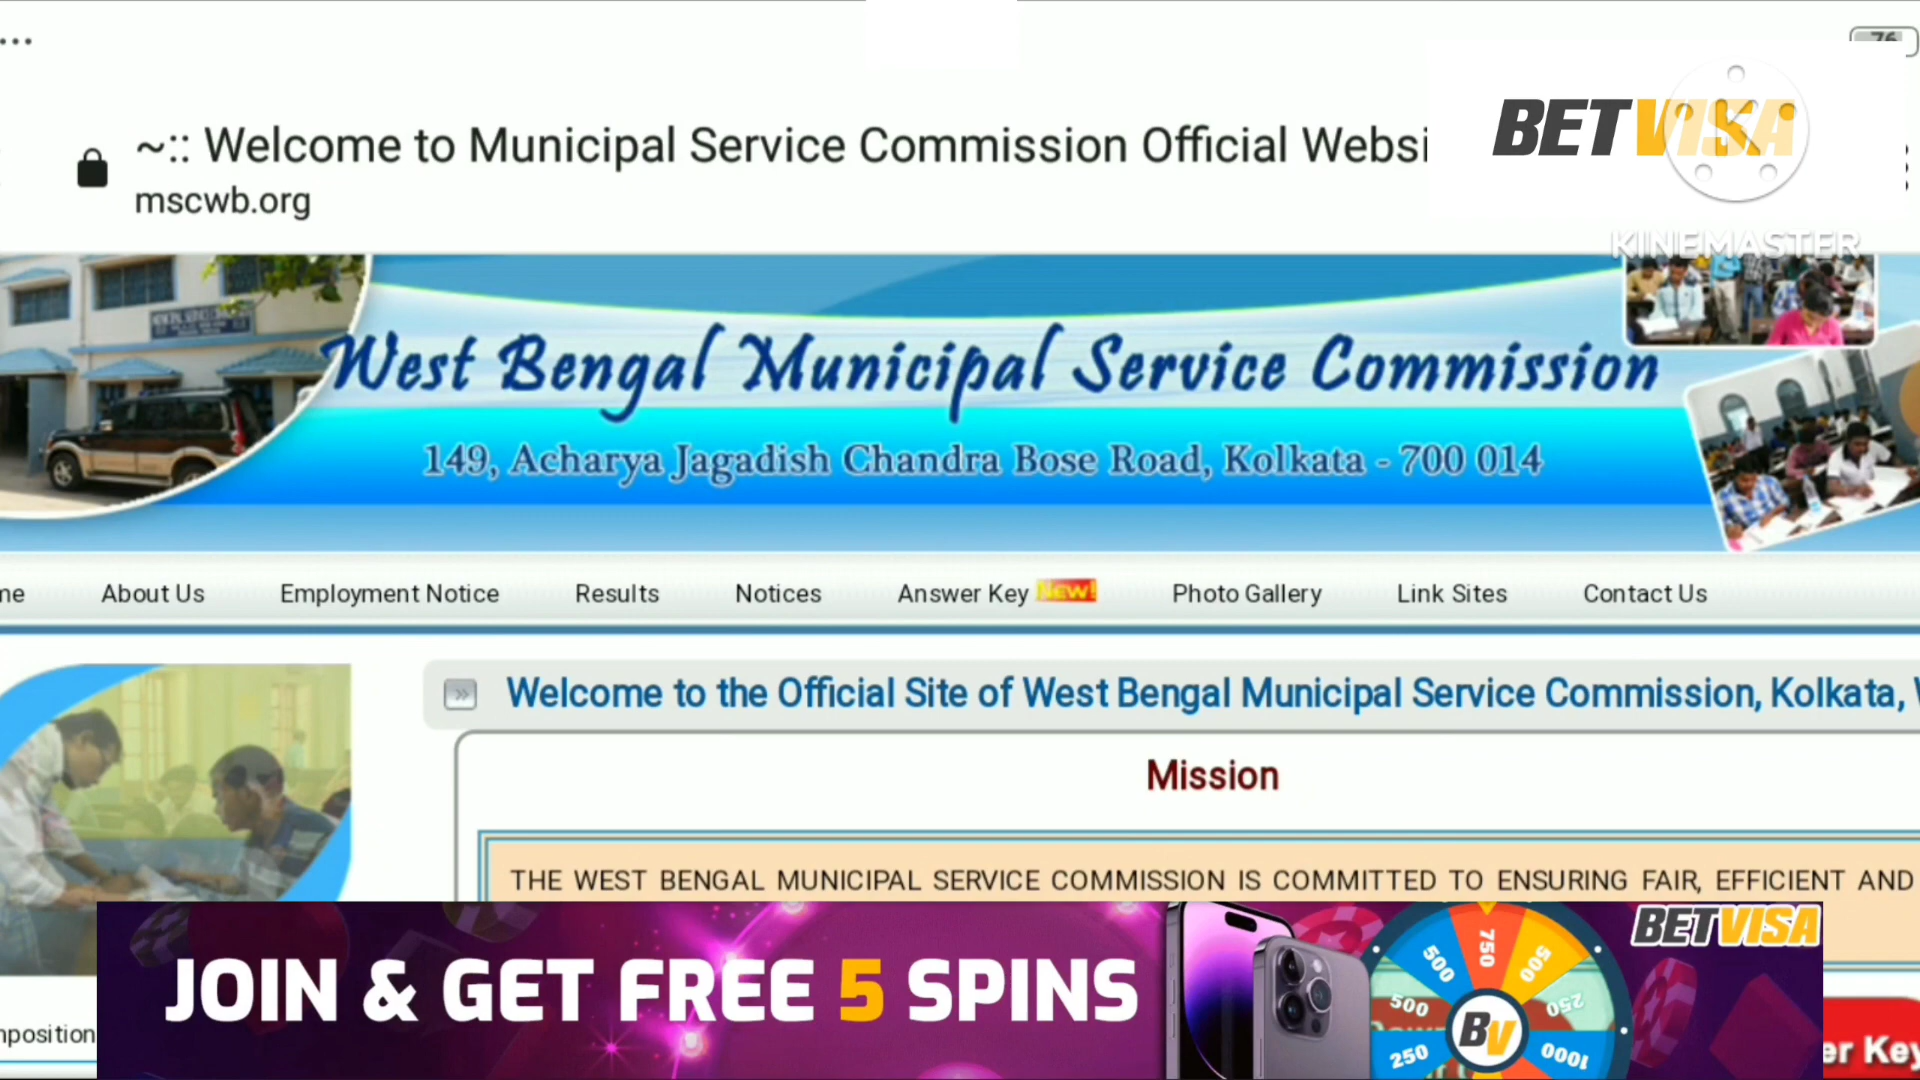 76
~:: Welcome to Municipal Service Commission Official Websi
mscwb.org
BETVISA
K
KINEMASTER
West Bengal Municipal Service Commission
149, Acharya Jagadish Chandra Bose Road, Kolkata - 700 014
me About Us Employment Notice Results Notices Answer Key New! Photo Gallery Link Sites Contact Us
Welcome to the Official Site of West Bengal Municipal Service Commission, Kolkata, W
Mission
THE WEST BENGAL MUNICIPAL SERVICE COMMISSION IS COMMITTED TO ENSURING FAIR, EFFICIENT AND
BETVISA
JOIN & GET FREE 5 SPINS
500 750 500
500 250
BV
250 1000
mposition
er Key